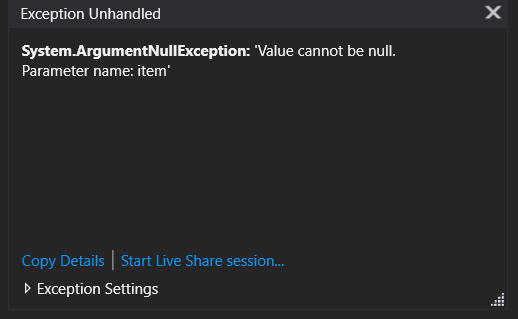 Exception Unhandled
System.ArgumentNullException: 'Value cannot be null.
Parameter name: item'
Copy Details | Start Live Share session...
Exception Settings